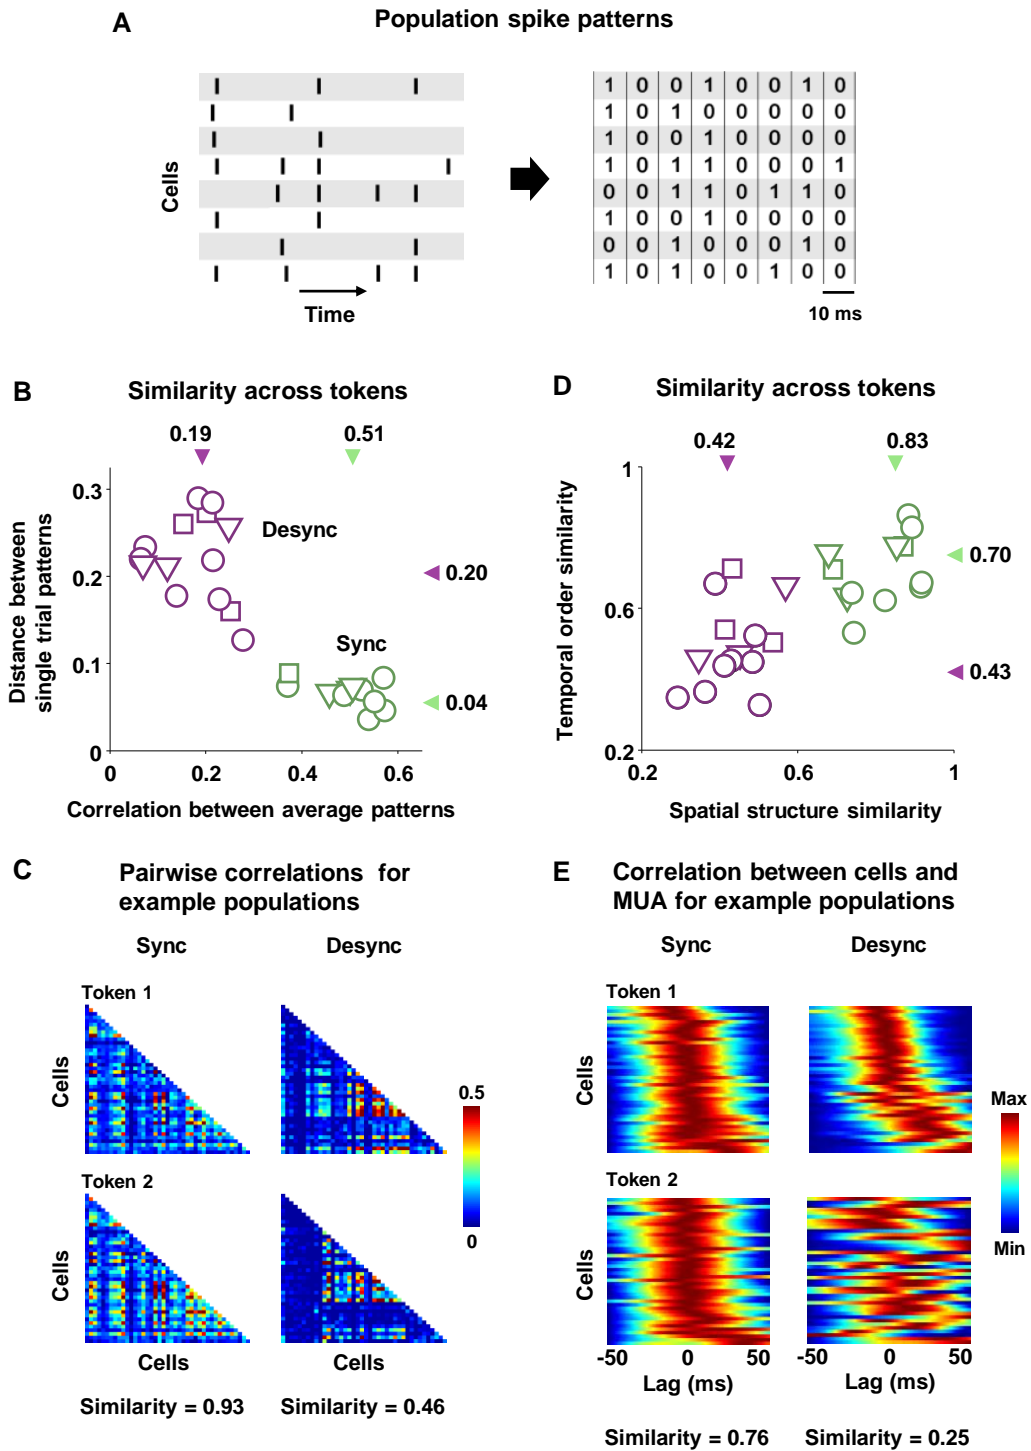 A
Population spike patterns
Cells
Time
1 0 0 1 0 0 1 0
1 0 1 0 0 0 0 0
1 0 0 1 0 0 0 0
1 0 1 1 0 0 0 1
0 0 1 1 0 1 1 0
1 0 0 1 0 0 0 0
0 0 1 0 0 0 1 0
1 0 1 0 0 1 0 0
10 ms
B
Similarity across tokens
0.19 0.51
Distance between
single trial patterns
0.3
0.2
0.1
0
Desync
Sync
0.20
0.04
0 0.2 0.4 0.6
Correlation between average patterns
D
Similarity across tokens
0.42 0.83
Temporal order similarity
1
0.6
0.2
0.70
0.43
0.2 0.6 1
Spatial structure similarity
C
Pairwise correlations for
example populations
Sync Desync
Token 1
Cells
Token 2
Cells
0.5
0
Cells Cells
Similarity = 0.93 Similarity = 0.46
E
Correlation between cells and
MUA for example populations
Sync Desync
Token 1
Cells
Token 2
Cells
Max
Min
-50 0 50 -50 0 50
Lag (ms) Lag (ms)
Similarity = 0.76 Similarity = 0.25